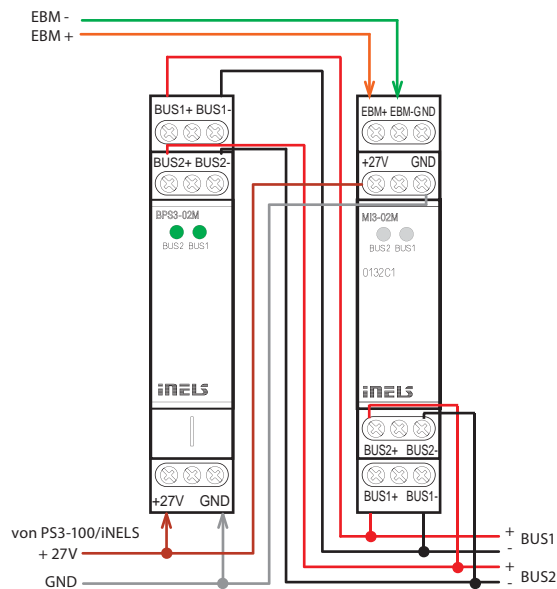 EBM -
EBM +
BUS1+ BUS1-
EBM+ EBM- GND
BUS2+ BUS2-
+27V GND
BPS3-02M
MI3-02M
BUS2 BUS1
BUS2 BUS1
0132C1
iNELS
iNELS
BUS2+ BUS2-
BUS1+ BUS1-
+27V GND
von PS3-100/iNELS
+ 27V
GND
+
-
BUS1
+
-
BUS2